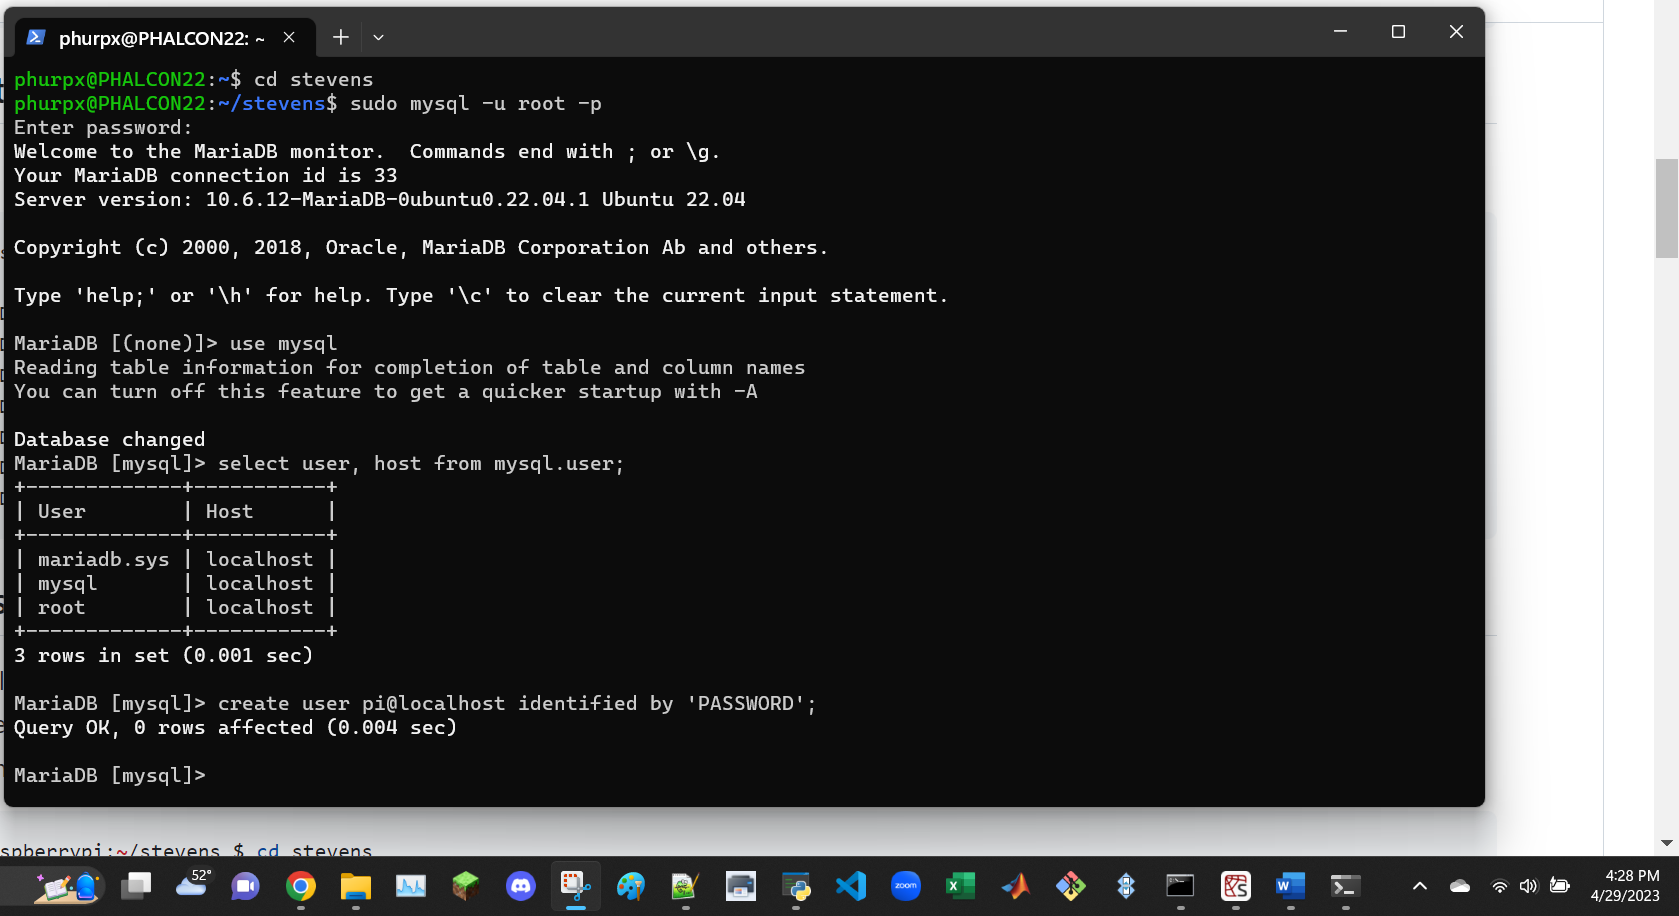 phurpx@PHALCON22: ~
phurpx@PHALCON22:~$ cd stevens
phurpx@PHALCON22:~/stevens$ sudo mysql -u root -p
Enter password:
Welcome to the MariaDB monitor.  Commands end with ; or \g.
Your MariaDB connection id is 33
Server version: 10.6.12-MariaDB-0ubuntu0.22.04.1 Ubuntu 22.04
Copyright (c) 2000, 2018, Oracle, MariaDB Corporation Ab and others.
Type 'help;' or '\h' for help. Type '\c' to clear the current input statement.
MariaDB [(none)]> use mysql
Reading table information for completion of table and column names
You can turn off this feature to get a quicker startup with -A
Database changed
MariaDB [mysql]> select user, host from mysql.user;
+-------------+-----------+
| User        | Host      |
+-------------+-----------+
| mariadb.sys | localhost |
| mysql       | localhost |
| root        | localhost |
+-------------+-----------+
3 rows in set (0.001 sec)
MariaDB [mysql]> create user pi@localhost identified by 'PASSWORD';
Query OK, 0 rows affected (0.004 sec)
MariaDB [mysql]>
spberrypi:~/stevens $ cd stevens
52°
zoom
4:28 PM
4/29/2023